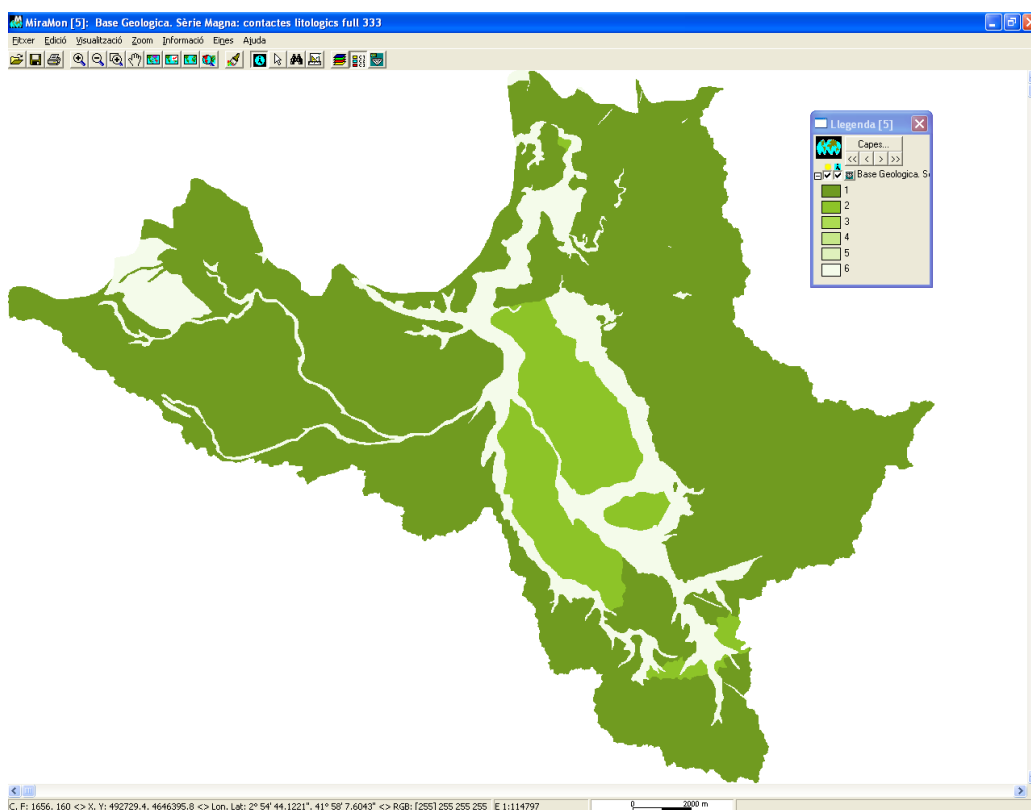 MiraMon [5]: Base Geologica. Sèrie Magna: contactes litologics full 333
Fitxer Edició Visualització Zoom Informació Eines Ajuda
Llegenda [5]
Capes...
<< < > >>
Base Geologica. Se
1
2
3
4
5
6
C, F: 1656, 160 <> X, Y: 492729.4, 4646395.8 <> Lon, Lat: 2° 54' 44.1221", 41° 58' 7.6043" <> RGB: [255] 255 255 255 E 1:114797
0 2000 m